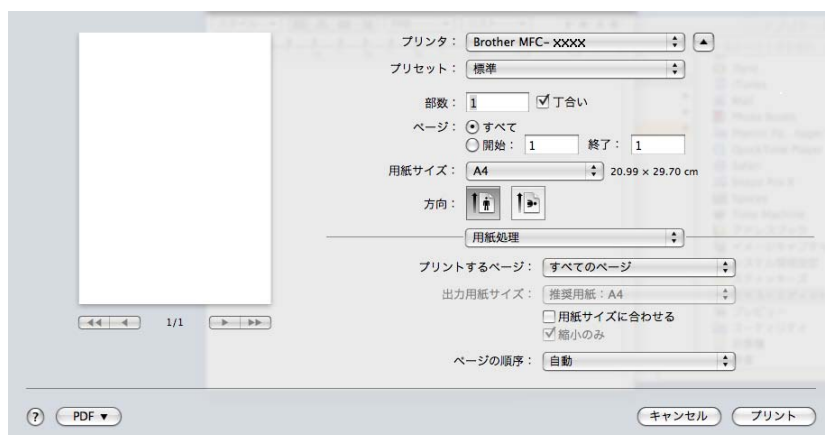 プリンタ： Brother MFC- XXXX
プリセット： 標準
部数： 1 丁合い
ページ： すべて
開始： 1 終了： 1
用紙サイズ： A4 20.99 × 29.70 cm
方向：
用紙処理
プリントするページ： すべてのページ
出力用紙サイズ： 推奨用紙：A4
用紙サイズに合わせる
縮小のみ
ページの順序： 自動
1/1
? PDF ▼ キャンセル プリント